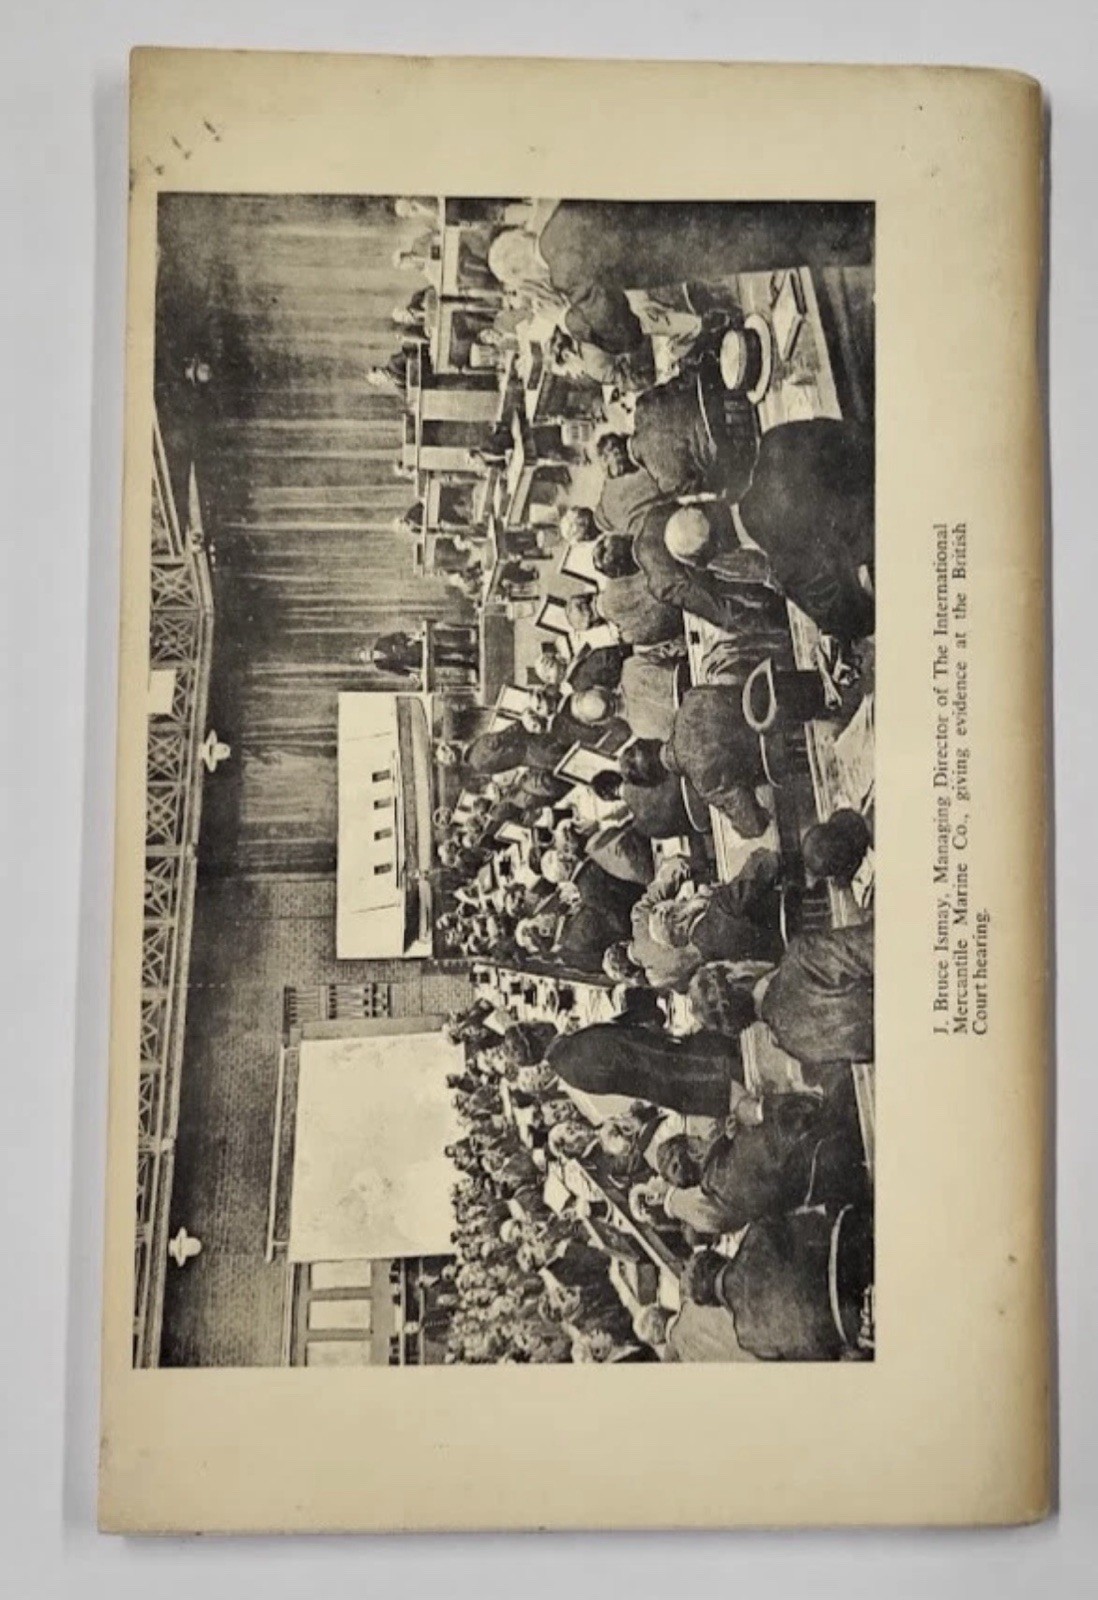 J. Bruce Ismay, Managing Director of The International
Mercantile Marine Co., giving evidence at the British
Court hearing.